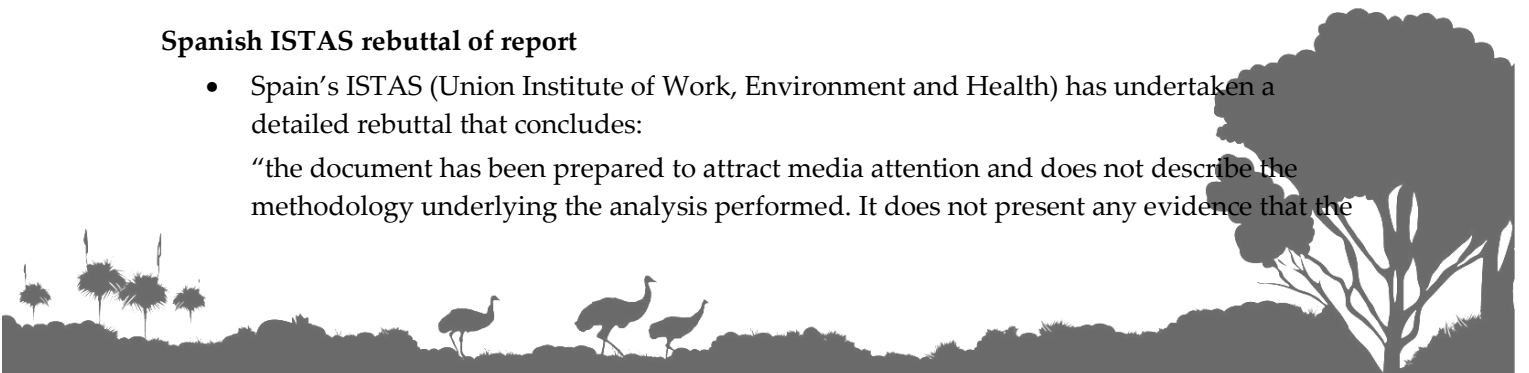 Spanish ISTAS rebuttal of report
• Spain’s ISTAS (Union Institute of Work, Environment and Health) has undertaken a
detailed rebuttal that concludes:
“the document has been prepared to attract media attention and does not describe the
methodology underlying the analysis performed. It does not present any evidence that the